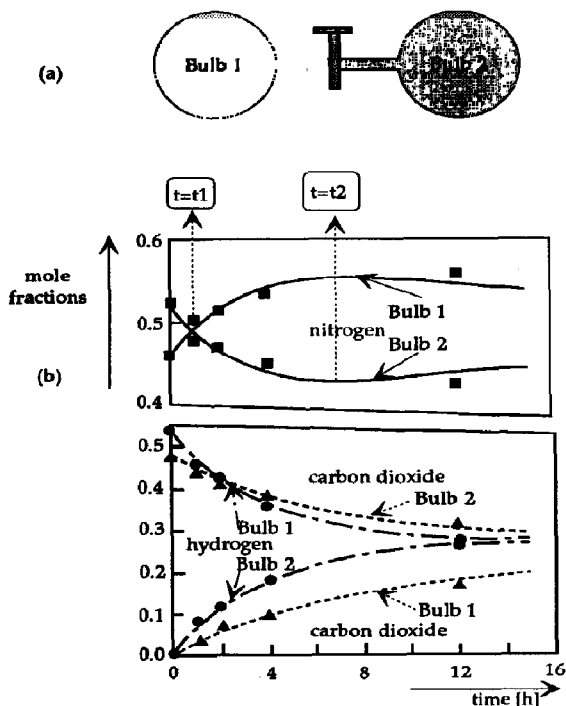 (a)
Bulb 1
Bulb 2
t=t1
t=t2
mole
fractions
0.6
0.5
0.4
nitrogen
Bulb 1
Bulb 2
(b)
0.5
0.4
0.3
0.2
0.1
0.0
carbon dioxide
Bulb 2
Bulb 1
hydrogen
Bulb 2
Bulb 1
carbon dioxide
0
4
8
12
16
time [h]